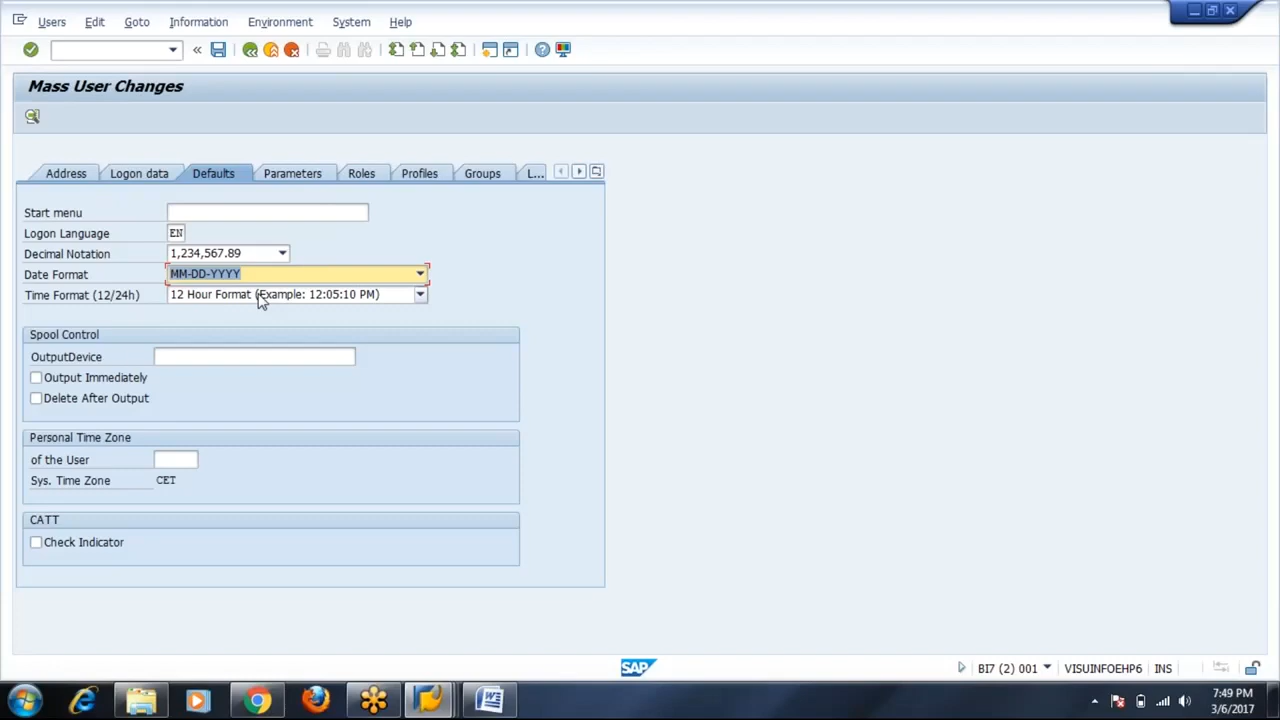 Users Edit Goto Information Environment System Help
Mass User Changes
Address Logon data Defaults Parameters Roles Profiles Groups L...
Start menu
Logon Language EN
Decimal Notation 1,234,567.89
Date Format MM-DD-YYYY
Time Format (12/24h) 12 Hour Format (Example: 12:05:10 PM)
Spool Control
OutputDevice
Output Immediately
Delete After Output
Personal Time Zone
of the User
Sys. Time Zone CET
CATT
Check Indicator
SAP BI7 (2) 001 VISUINFOEHP6 INS
7:49 PM
3/6/2017